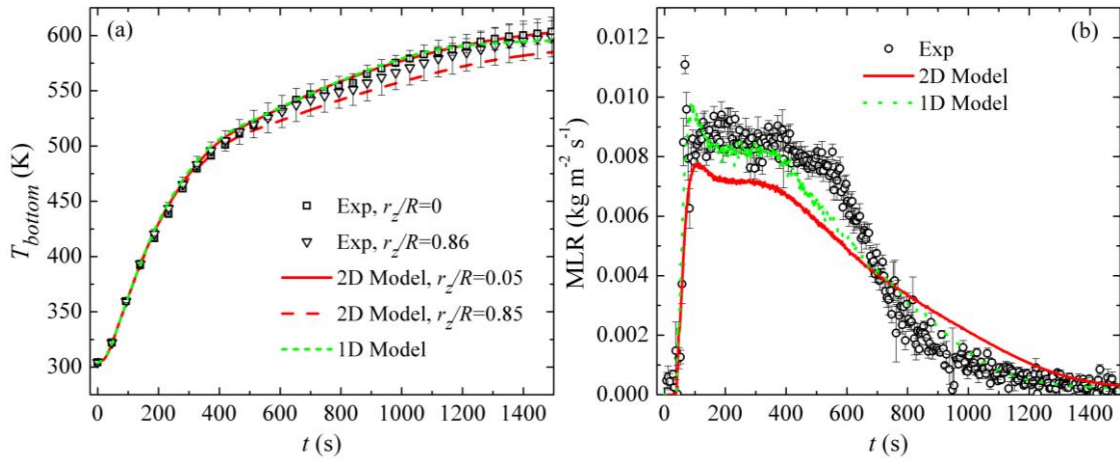 (a)
600
550
500
450
400
350
300
T_bottom (K)
Exp, r_z/R=0
Exp, r_z/R=0.86
2D Model, r_z/R=0.05
2D Model, r_z/R=0.85
1D Model
0 200 400 600 800 1000 1200 1400
t (s)
(b)
0.012
0.010
0.008
0.006
0.004
0.002
0.000
MLR (kg m⁻² s⁻¹)
Exp
2D Model
1D Model
0 200 400 600 800 1000 1200 1400
t (s)